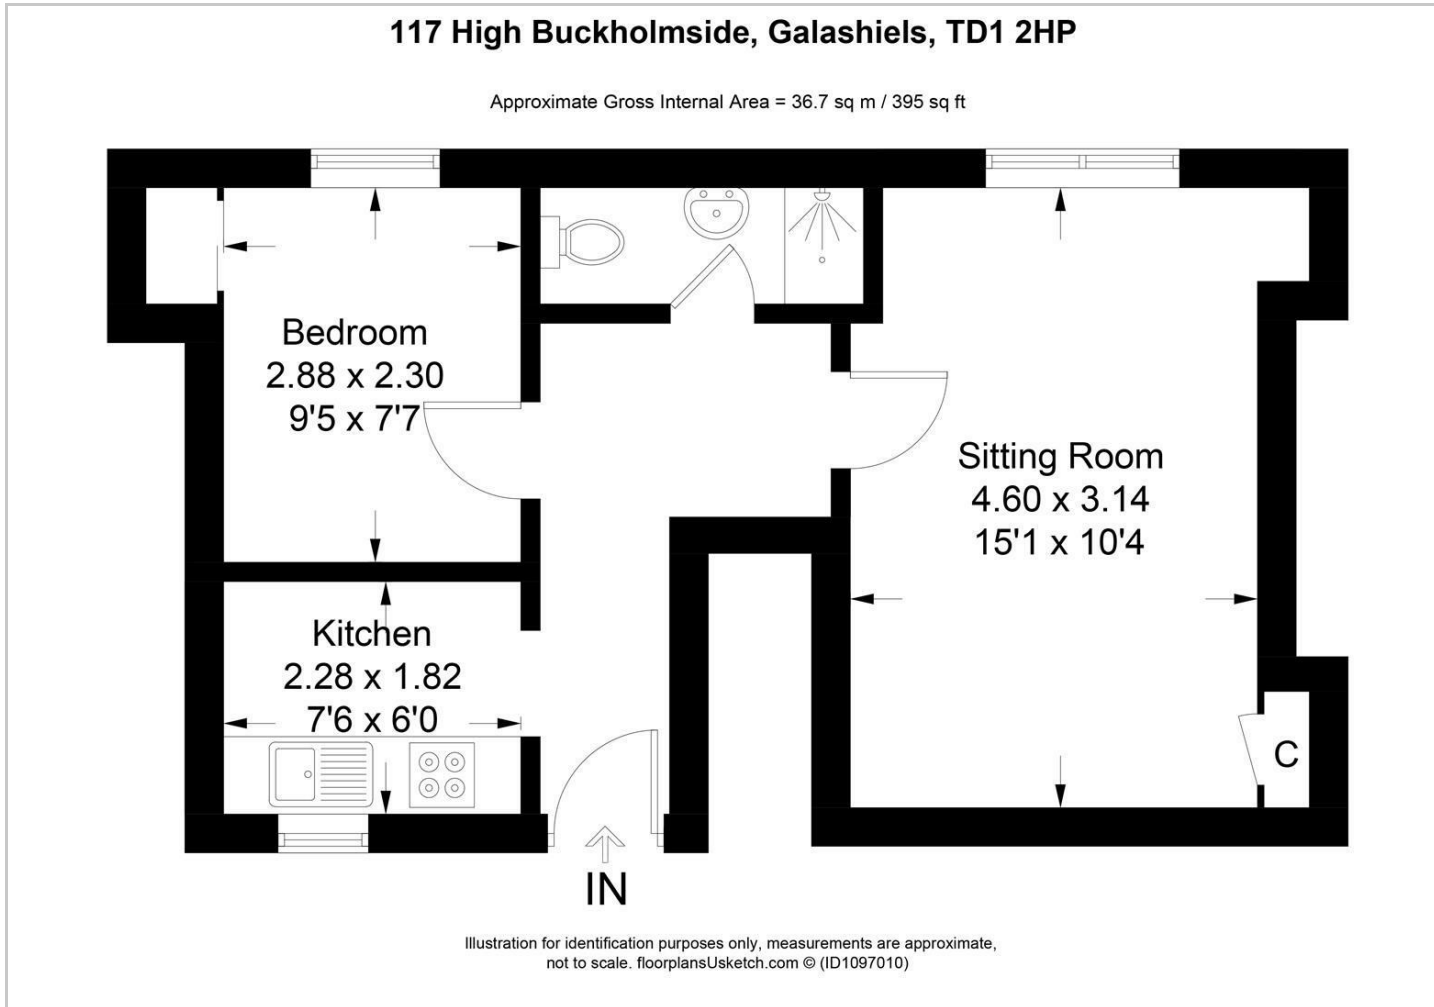 117 High Buckholmside, Galashiels, TD1 2HP
Approximate Gross Internal Area = 36.7 sq m / 395 sq ft
Bedroom
2.88 x 2.30
9'5 x 7'7
Sitting Room
4.60 x 3.14
15'1 x 10'4
Kitchen
2.28 x 1.82
7'6 x 6'0
C
IN
Illustration for identification purposes only, measurements are approximate,
not to scale. floorplansUsketch.com © (ID1097010)